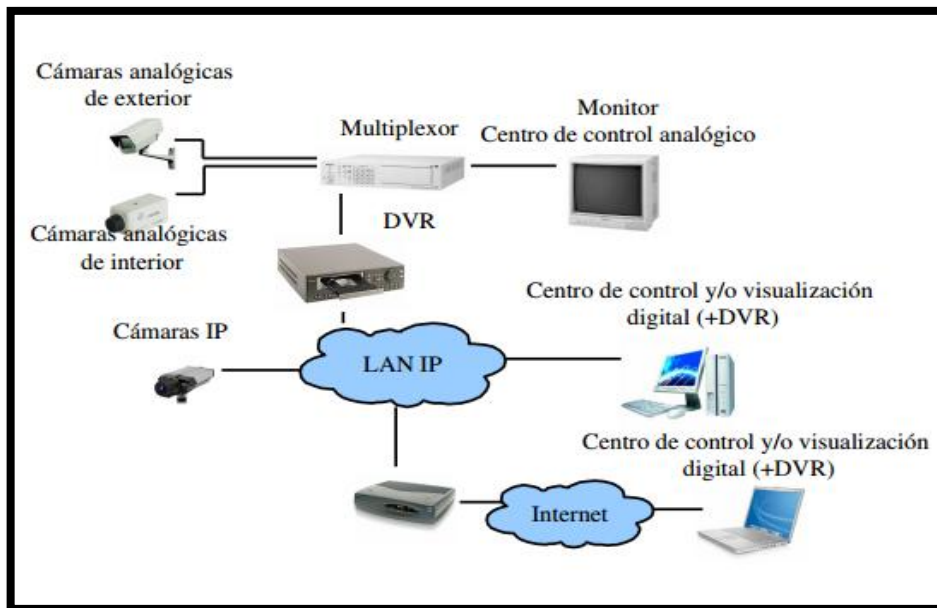 Cámaras analógicas
de exterior
Multiplexor
Monitor
Centro de control analógico
Cámaras analógicas
de interior
DVR
Cámaras IP
LAN IP
Centro de control y/o visualización
digital (+DVR)
Centro de control y/o visualización
digital (+DVR)
Internet